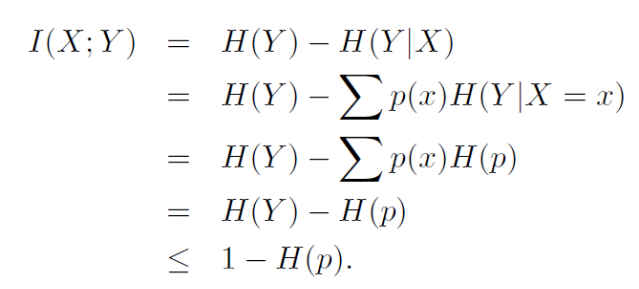 I(X;Y) = H(Y) − H(Y|X)
= H(Y) − ∑ p(x)H(Y|X = x)
= H(Y) − ∑ p(x)H(p)
= H(Y) − H(p)
≤ 1 − H(p).